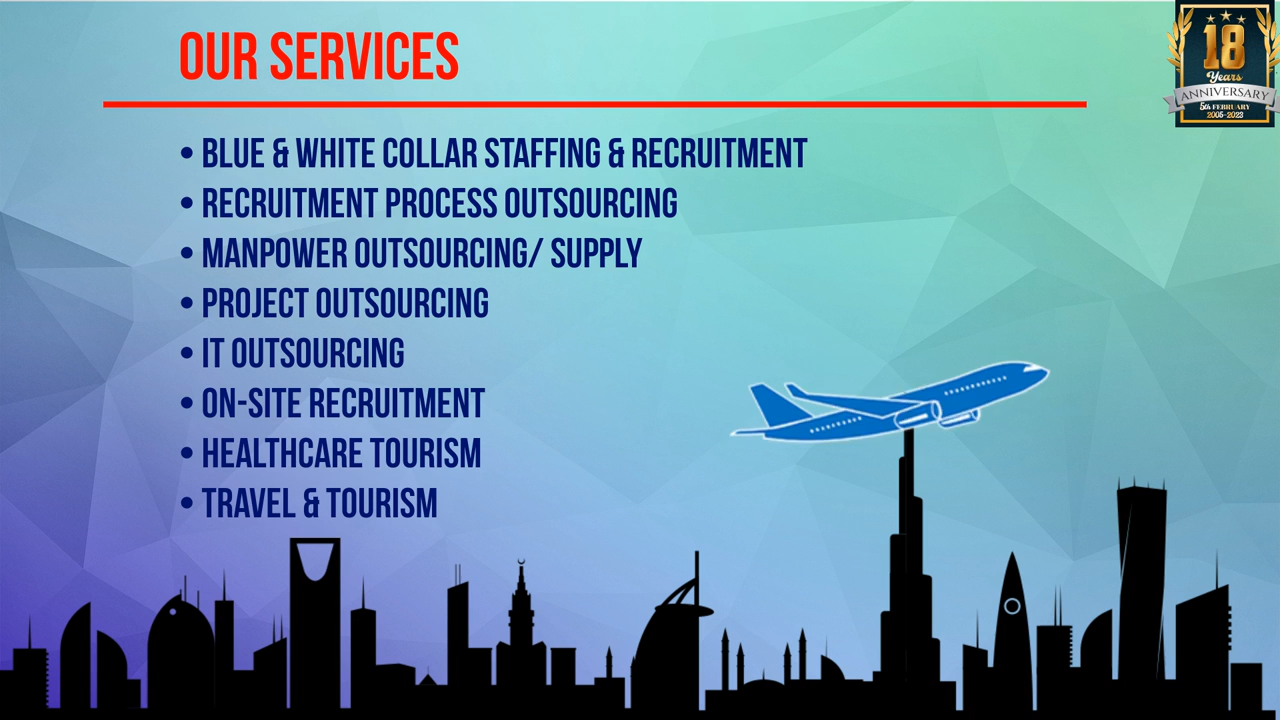 OUR SERVICES
18
Years
ANNIVERSARY
5th FEBRUARY
2005-2023
• BLUE & WHITE COLLAR STAFFING & RECRUITMENT
• RECRUITMENT PROCESS OUTSOURCING
• MANPOWER OUTSOURCING/ SUPPLY
• PROJECT OUTSOURCING
• IT OUTSOURCING
• ON-SITE RECRUITMENT
• HEALTHCARE TOURISM
• TRAVEL & TOURISM